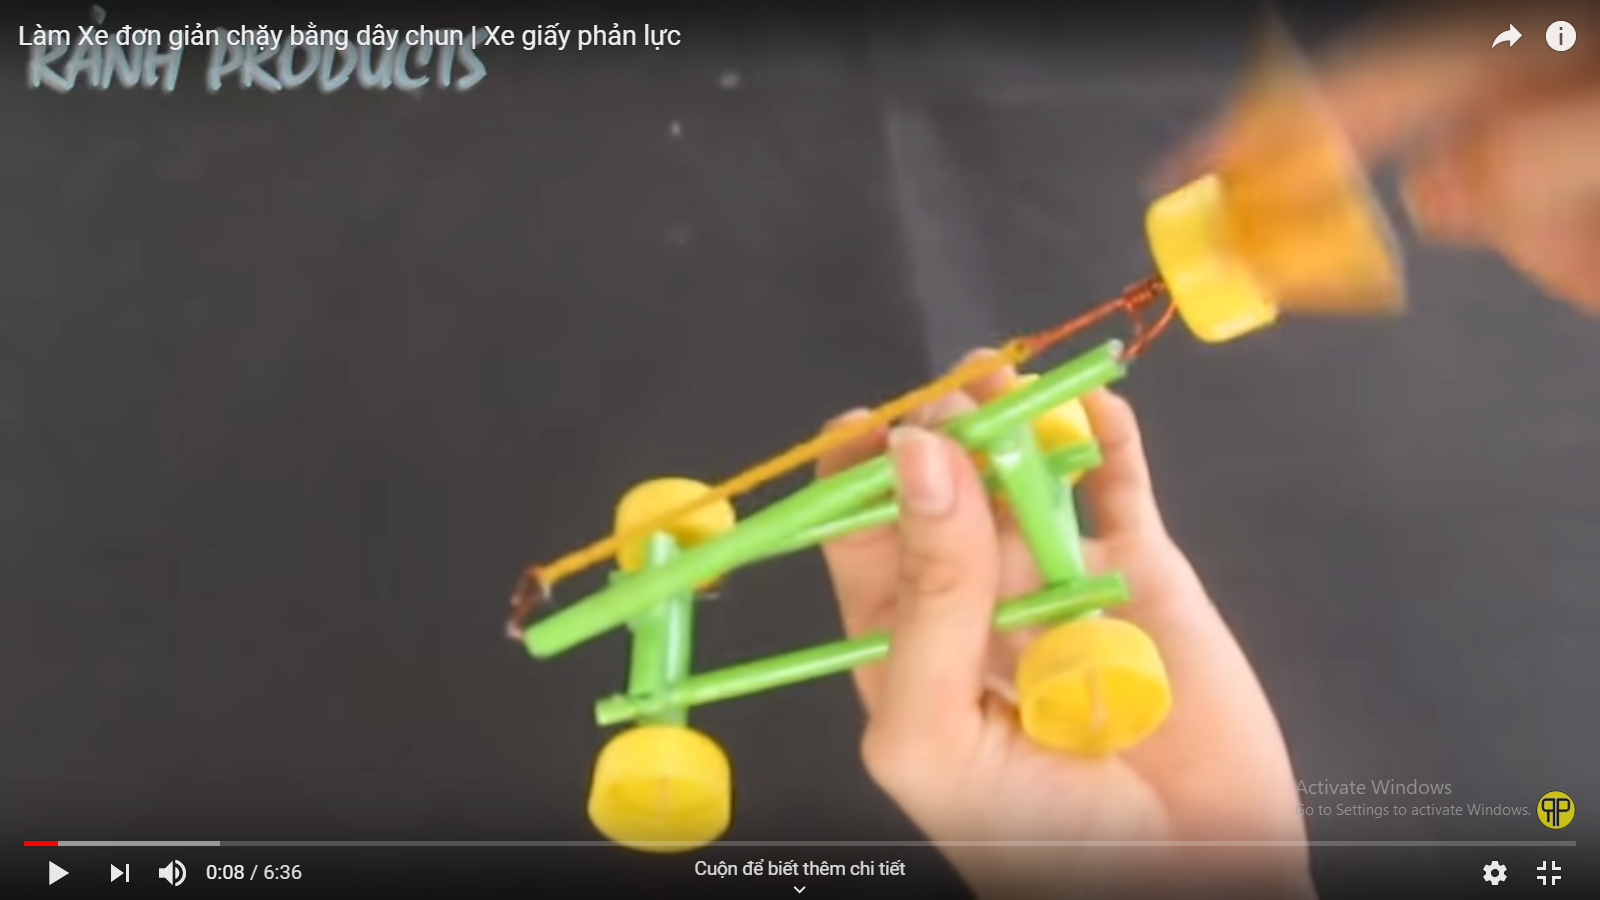 Làm Xe đơn giản chạy bằng dây chun | Xe giấy phản lực
RẢNH PRODUCTS
Activate Windows
Go to Settings to activate Windows.
0:08 / 6:36
Cuộn để biết thêm chi tiết